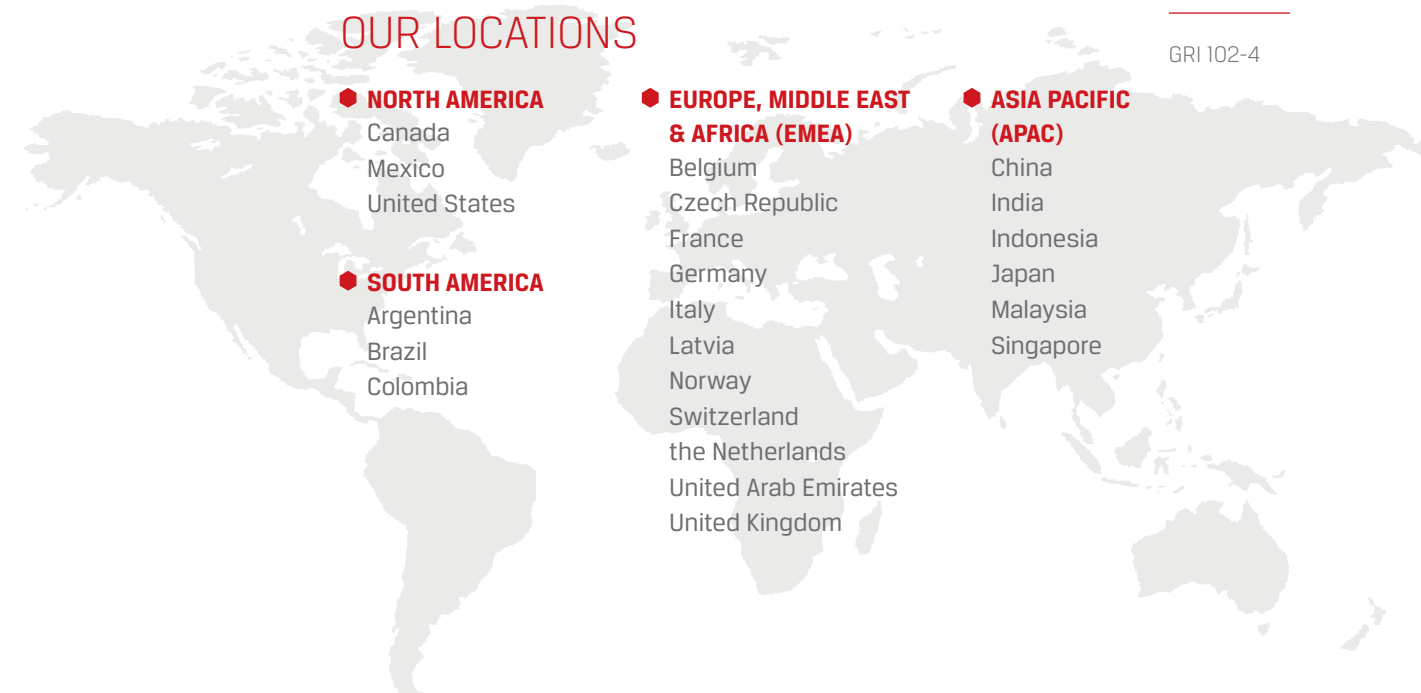 OUR LOCATIONS
GRI 102-4
NORTH AMERICA
Canada
Mexico
United States
SOUTH AMERICA
Argentina
Brazil
Colombia
EUROPE, MIDDLE EAST
& AFRICA (EMEA)
Belgium
Czech Republic
France
Germany
Italy
Latvia
Norway
Switzerland
the Netherlands
United Arab Emirates
United Kingdom
ASIA PACIFIC
(APAC)
China
India
Indonesia
Japan
Malaysia
Singapore